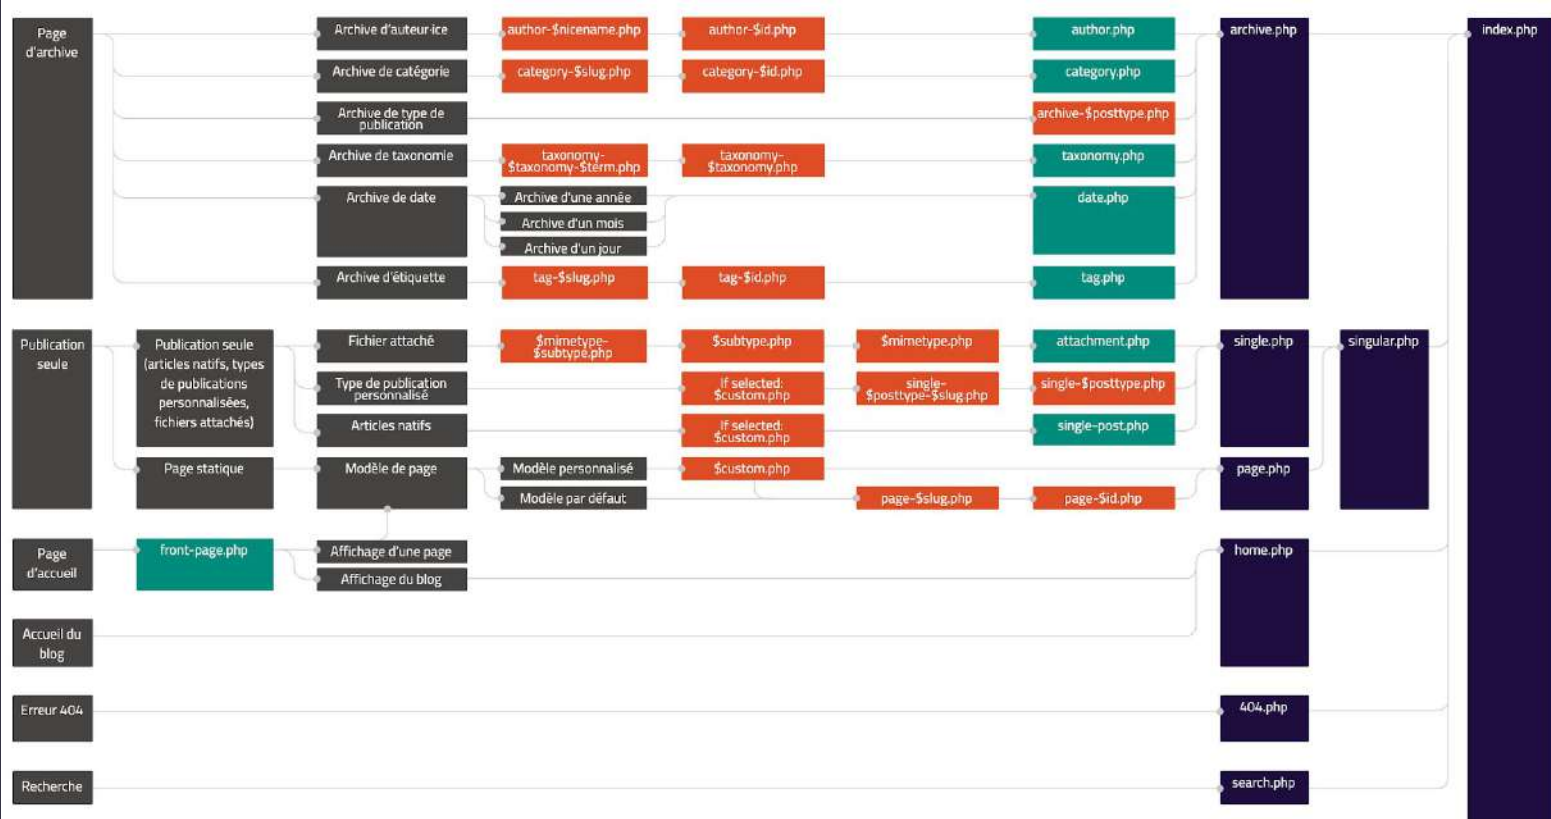 Page
d'archive
Archive d'auteur·ice
author-$nicename.php
author-$id.php
author.php
archive.php
index.php
Archive de catégorie
category-$slug.php
category-$id.php
category.php
Archive de type de
publication
archive-$posttype.php
Archive de taxonomie
taxonomy-
$taxonomy-$term.php
taxonomy-
$taxonomy.php
taxonomy.php
Archive de date
Archive d'une année
Archive d'un mois
Archive d'un jour
date.php
Archive d'étiquette
tag-$slug.php
tag-$id.php
tag.php
Publication
seule
Publication seule
(articles natifs, types
de publications
personnalisées,
fichiers attachés)
Fichier attaché
$mimetype-
$subtype.php
$subtype.php
$mimetype.php
attachment.php
single.php
singular.php
Type de publication
personnalisé
If selected:
$custom.php
single-
$posttype-$slug.php
single-$posttype.php
Articles natifs
If selected:
$custom.php
single-post.php
Page statique
Modèle de page
Modèle personnalisé
$custom.php
page.php
Modèle par défaut
page-$slug.php
page-$id.php
Page
d'accueil
front-page.php
Affichage d'une page
Affichage du blog
home.php
Accueil du
blog
Erreur 404
404.php
Recherche
search.php